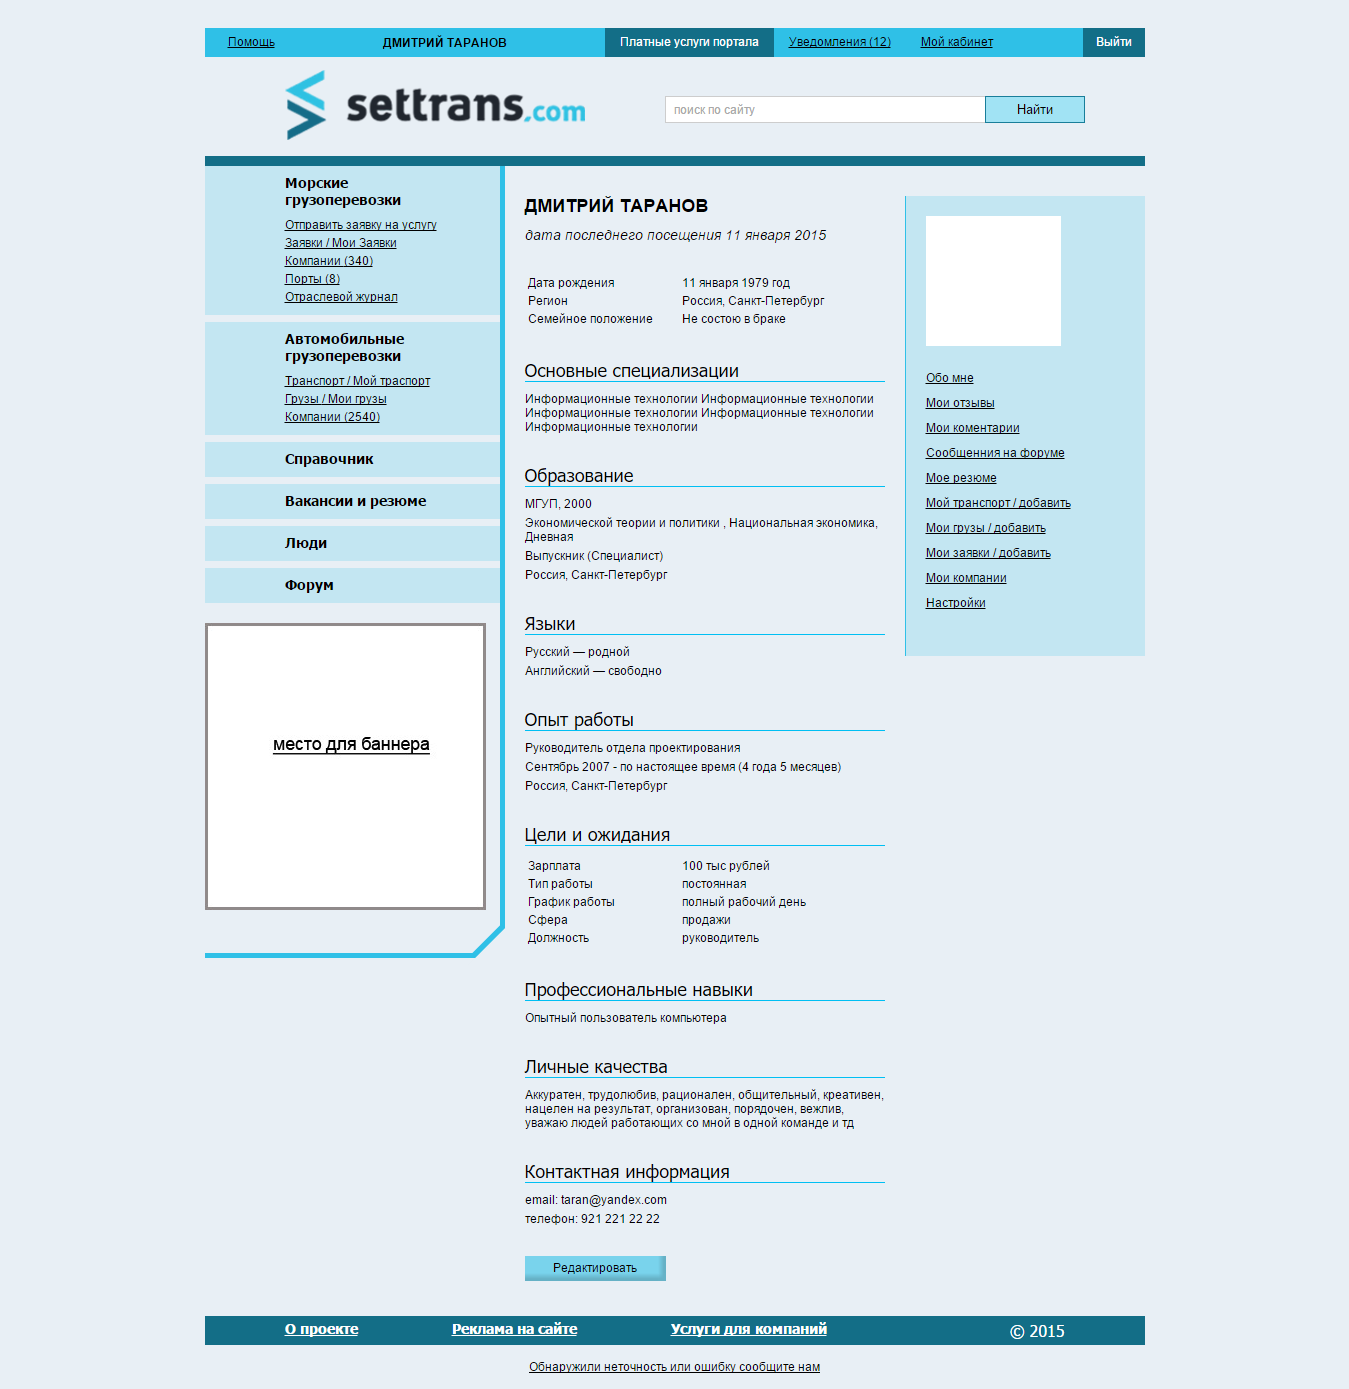 Помощь
ДМИТРИЙ ТАРАНОВ
Платные услуги портала
Уведомления (12)
Мой кабинет
Выйти
settrans.com
поиск по сайту
Найти
Морские
грузоперевозки
Отправить заявку на услугу
Заявки / Мои Заявки
Компании (340)
Порты (8)
Отраслевой журнал
Автомобильные
грузоперевозки
Транспорт / Мой траспорт
Грузы / Мои грузы
Компании (2540)
Справочник
Вакансии и резюме
Люди
Форум
место для баннера
ДМИТРИЙ ТАРАНОВ
дата последнего посещения 11 января 2015
Дата рождения 11 января 1979 год
Регион Россия, Санкт-Петербург
Семейное положение Не состою в браке
Основные специализации
Информационные технологии Информационные технологии
Информационные технологии Информационные технологии
Информационные технологии
Образование
МГУП, 2000
Экономической теории и политики , Национальная экономика,
Дневная
Выпускник (Специалист)
Россия, Санкт-Петербург
Языки
Русский — родной
Английский — свободно
Опыт работы
Руководитель отдела проектирования
Сентябрь 2007 - по настоящее время (4 года 5 месяцев)
Россия, Санкт-Петербург
Цели и ожидания
Зарплата 100 тыс рублей
Тип работы постоянная
График работы полный рабочий день
Сфера продажи
Должность руководитель
Профессиональные навыки
Опытный пользователь компьютера
Личные качества
Аккуратен, трудолюбив, рационален, общительный, креативен,
нацелен на результат, организован, порядочен, вежлив,
уважаю людей работающих со мной в одной команде и тд
Контактная информация
email: taran@yandex.com
телефон: 921 221 22 22
Редактировать
Обо мне
Мои отзывы
Мои коментарии
Сообщенния на форуме
Мое резюме
Мой транспорт / добавить
Мои грузы / добавить
Мои заявки / добавить
Мои компании
Настройки
О проекте
Реклама на сайте
Услуги для компаний
© 2015
Обнаружили неточность или ошибку сообщите нам